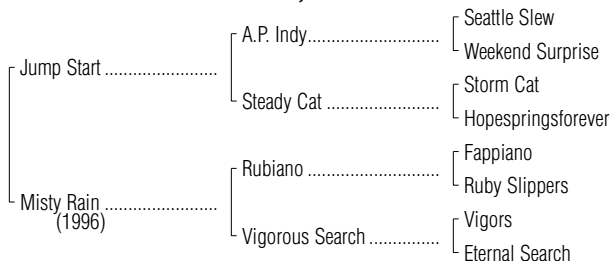 Seattle Slew
A.P. Indy..............................
Weekend Surprise
Jump Start ........................
Storm Cat
Steady Cat ........................
Hopespringsforever
Fappiano
Rubiano ............................
Ruby Slippers
Misty Rain ........................
(1996)
Vigors
Vigorous Search ...............
Eternal Search